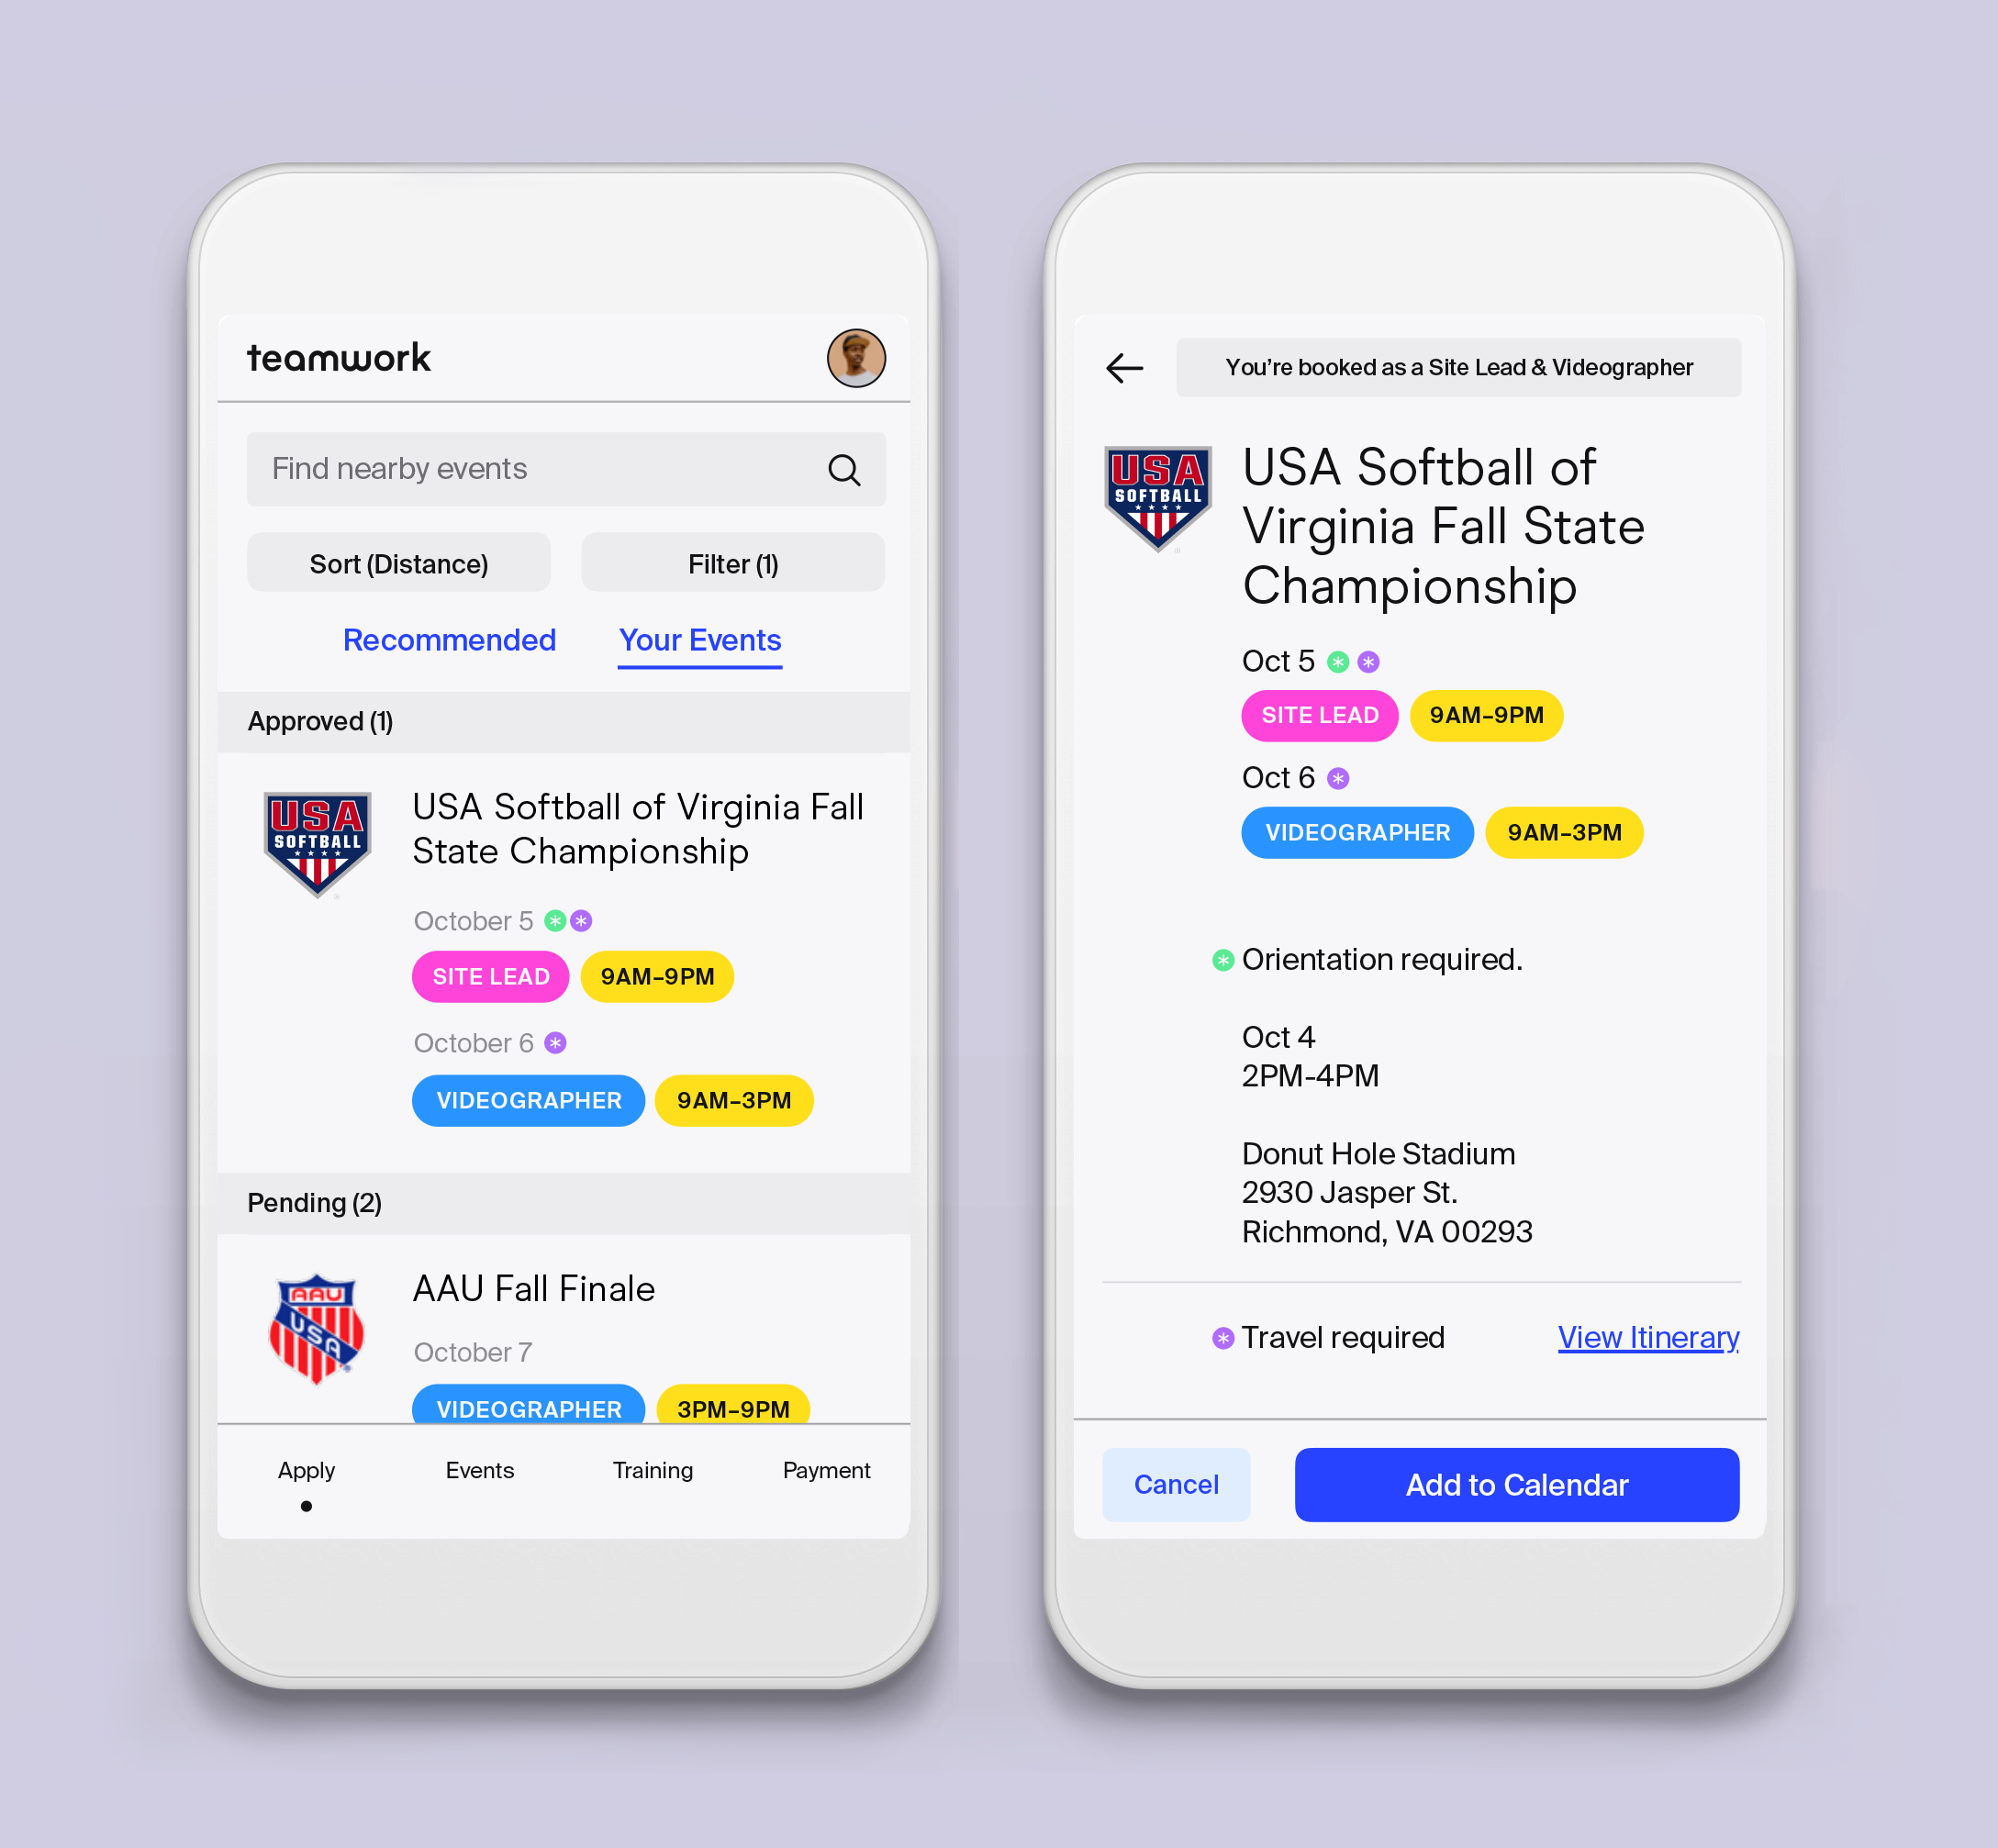 teamwork
Find nearby events
Sort (Distance)
Filter (1)
Recommended
Your Events
Approved (1)
USA
SOFTBALL
USA Softball of Virginia Fall
State Championship
October 5
SITE LEAD
9AM–9PM
October 6
VIDEOGRAPHER
9AM–3PM
Pending (2)
AAU
USA
AAU Fall Finale
October 7
VIDEOGRAPHER
3PM–9PM
Apply
Events
Training
Payment
You’re booked as a Site Lead & Videographer
USA
SOFTBALL
USA Softball of
Virginia Fall State
Championship
Oct 5
SITE LEAD
9AM–9PM
Oct 6
VIDEOGRAPHER
9AM–3PM
Orientation required.
Oct 4
2PM-4PM
Donut Hole Stadium
2930 Jasper St.
Richmond, VA 00293
Travel required
View Itinerary
Cancel
Add to Calendar